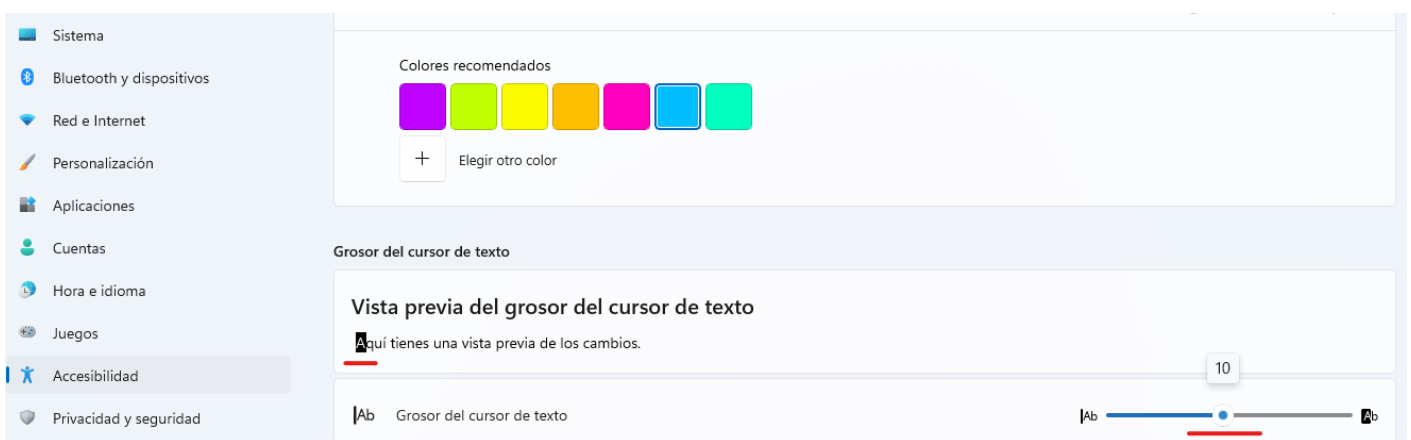 Sistema
Bluetooth y dispositivos
Red e Internet
Personalización
Aplicaciones
Cuentas
Hora e idioma
Juegos
Accesibilidad
Privacidad y seguridad
Colores recomendados
+ Elegir otro color
Grosor del cursor de texto
Vista previa del grosor del cursor de texto
Aquí tienes una vista previa de los cambios.
10
Ab Grosor del cursor de texto Ab Ab